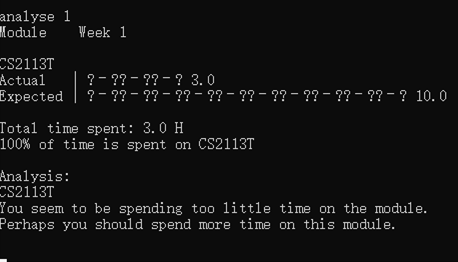 analyse 1
Module Week 1
CS2113T
Actual | ?-??-??-? 3.0
Expected | ?-??-??-??-??-??-??-??-??-? 10.0
Total time spent: 3.0 H
100% of time is spent on CS2113T
Analysis:
CS2113T
You seem to be spending too little time on the module.
Perhaps you should spend more time on this module.